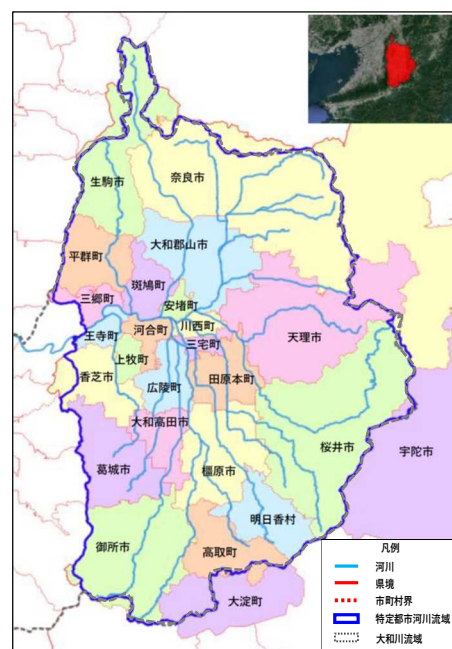 生駒市
奈良市
大和郡山市
平群町
斑鳩町
三郷町
安堵町
王寺町
河合町
川西町
三宅町
天理市
上牧町
香芝市
広陵町
田原本町
大和高田市
桜井市
宇陀市
葛城市
橿原市
明日香村
御所市
高取町
大淀町
凡例
河川
県境
市町村界
特定都市河川流域
大和川流域